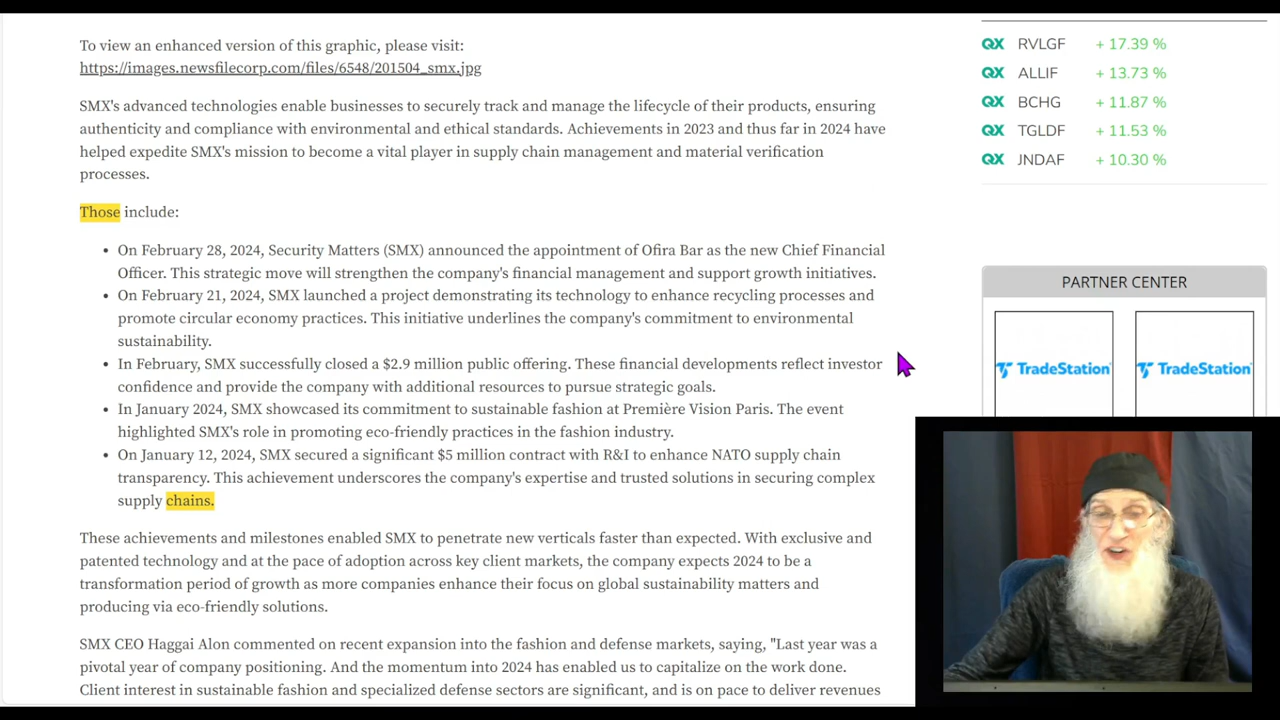 To view an enhanced version of this graphic, please visit:
https://images.newsfilecorp.com/files/6548/201504_smx.jpg
SMX's advanced technologies enable businesses to securely track and manage the lifecycle of their products, ensuring
authenticity and compliance with environmental and ethical standards. Achievements in 2023 and thus far in 2024 have
helped expedite SMX's mission to become a vital player in supply chain management and material verification
processes.
Those include:
• On February 28, 2024, Security Matters (SMX) announced the appointment of Ofira Bar as the new Chief Financial
Officer. This strategic move will strengthen the company's financial management and support growth initiatives.
• On February 21, 2024, SMX launched a project demonstrating its technology to enhance recycling processes and
promote circular economy practices. This initiative underlines the company's commitment to environmental
sustainability.
• In February, SMX successfully closed a $2.9 million public offering. These financial developments reflect investor
confidence and provide the company with additional resources to pursue strategic goals.
• In January 2024, SMX showcased its commitment to sustainable fashion at Première Vision Paris. The event
highlighted SMX's role in promoting eco-friendly practices in the fashion industry.
• On January 12, 2024, SMX secured a significant $5 million contract with R&I to enhance NATO supply chain
transparency. This achievement underscores the company's expertise and trusted solutions in securing complex
supply chains.
These achievements and milestones enabled SMX to penetrate new verticals faster than expected. With exclusive and
patented technology and at the pace of adoption across key client markets, the company expects 2024 to be a
transformation period of growth as more companies enhance their focus on global sustainability matters and
producing via eco-friendly solutions.
SMX CEO Haggai Alon commented on recent expansion into the fashion and defense markets, saying, "Last year was a
pivotal year of company positioning. And the momentum into 2024 has enabled us to capitalize on the work done.
Client interest in sustainable fashion and specialized defense sectors are significant, and is on pace to deliver revenues
QX RVLGF + 17.39 %
QX ALLIF + 13.73 %
QX BCHG + 11.87 %
QX TGLDF + 11.53 %
QX JNDAF + 10.30 %
PARTNER CENTER
TradeStation TradeStation